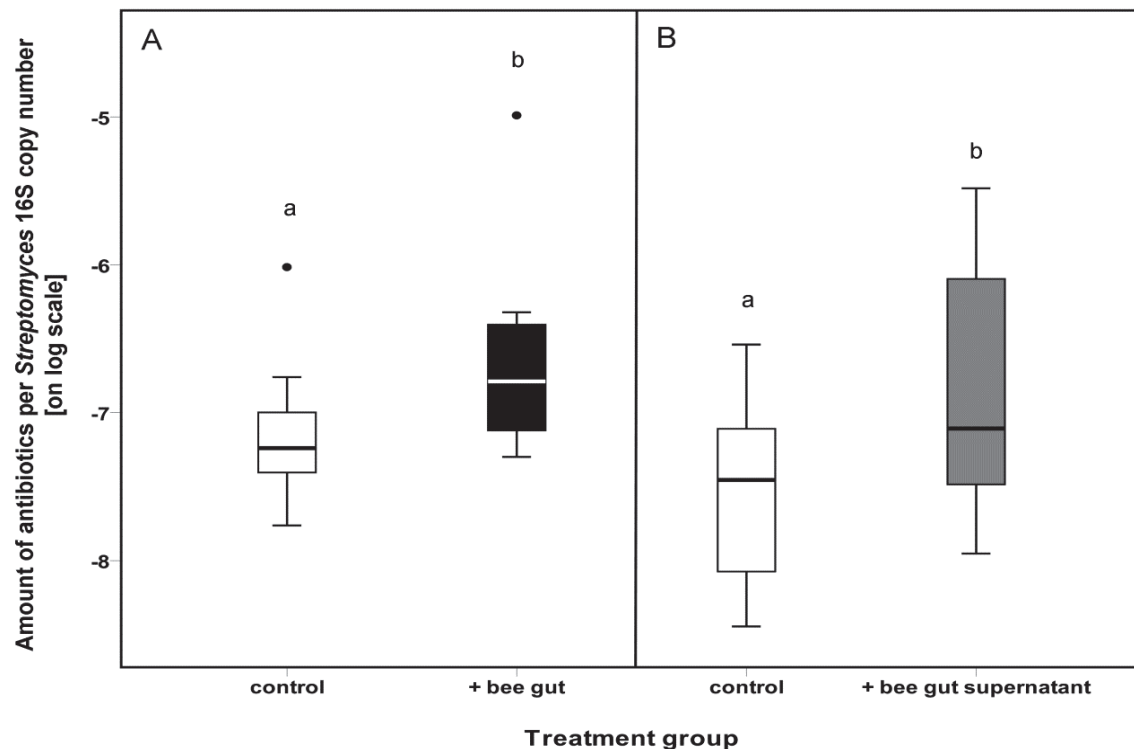 Amount of antibiotics per Streptomyces 16S copy number
[on log scale]
A
B
a
b
a
b
-5
-6
-7
-8
control
+ bee gut
control
+ bee gut supernatant
Treatment group